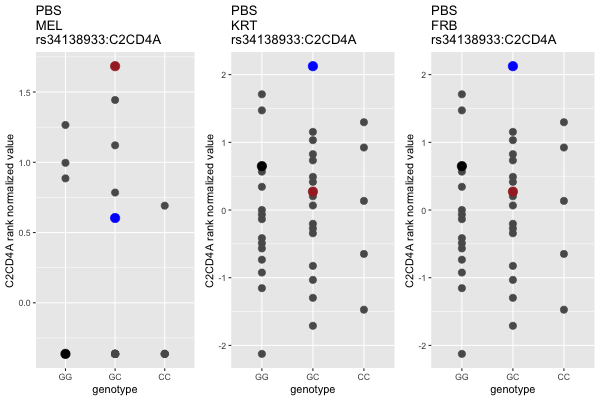 PBS
MEL
rs34138933:C2CD4A
C2CD4A rank normalized value
1.5
1.0
0.5
0.0
GG
GC
CC
genotype
PBS
KRT
rs34138933:C2CD4A
C2CD4A rank normalized value
2
1
0
-1
-2
GG
GC
CC
genotype
PBS
FRB
rs34138933:C2CD4A
C2CD4A rank normalized value
2
1
0
-1
-2
GG
GC
CC
genotype